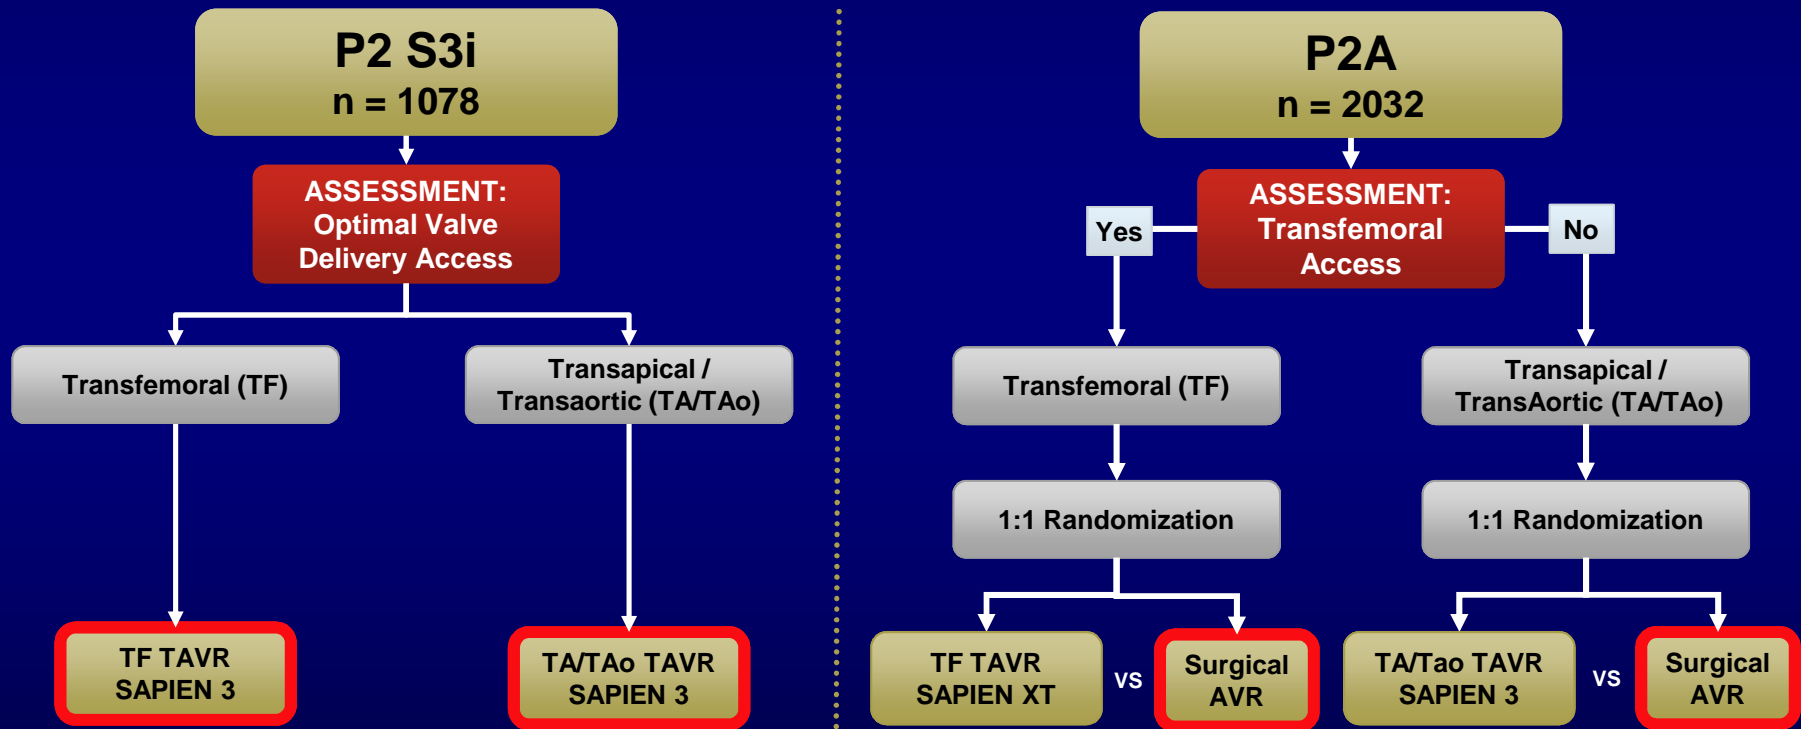 P2 S3i
n = 1078
ASSESSMENT:
Optimal Valve
Delivery Access
Transfemoral (TF)
Transapical /
Transaortic (TA/TAo)
TF TAVR
SAPIEN 3
TA/TAo TAVR
SAPIEN 3
P2A
n = 2032
ASSESSMENT:
Transfemoral
Access
Yes
No
Transfemoral (TF)
Transapical /
TransAortic (TA/TAo)
1:1 Randomization
1:1 Randomization
TF TAVR
SAPIEN XT
VS
Surgical
AVR
TA/Tao TAVR
SAPIEN 3
VS
Surgical
AVR